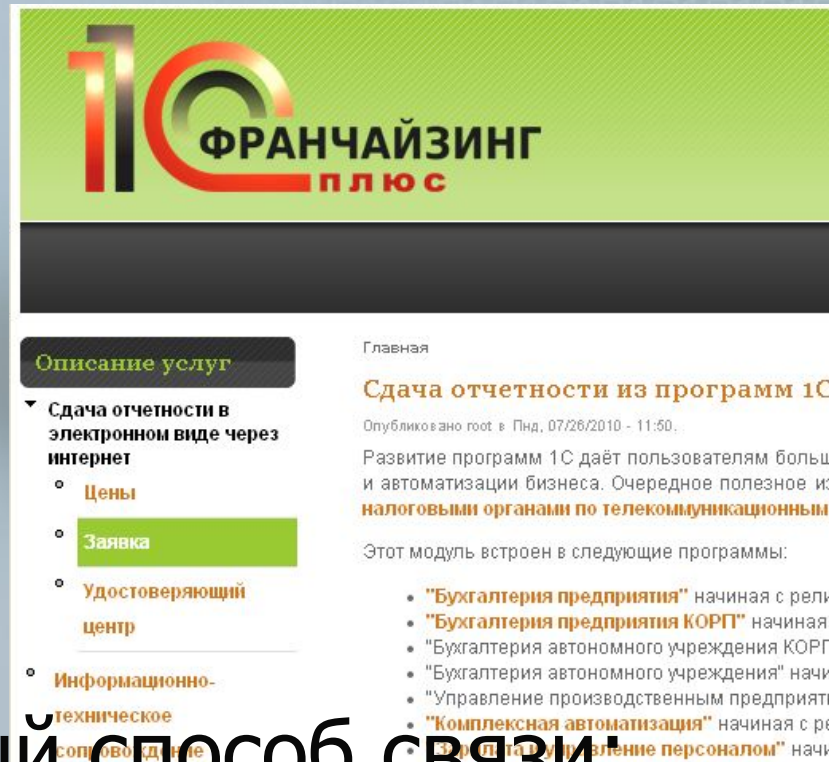 1С
ФРАНЧАЙЗИНГ
ПЛЮС
Описание услуг
Сдача отчетности в
электронном виде через
интернет
Цены
Заявка
Удостоверяющий
центр
Информационно-
техническое
сопровождение
Главная
Сдача отчетности из программ 1С
Опубликовано root в Пнд, 07/26/2010 - 11:50.
Развитие программ 1С даёт пользователям больш
и автоматизации бизнеса. Очередное полезное из
налоговыми органами по телекоммуникационным
Этот модуль встроен в следующие программы:
"Бухгалтерия предприятия" начиная с рели
"Бухгалтерия предприятия КОРП" начиная
"Бухгалтерия автономного учреждения КОРП
"Бухгалтерия автономного учреждения" начи
"Управление производственным предприяти
"Комплексная автоматизация" начиная с ре
"Зарплата и управление персоналом" начи
ый способ связи: